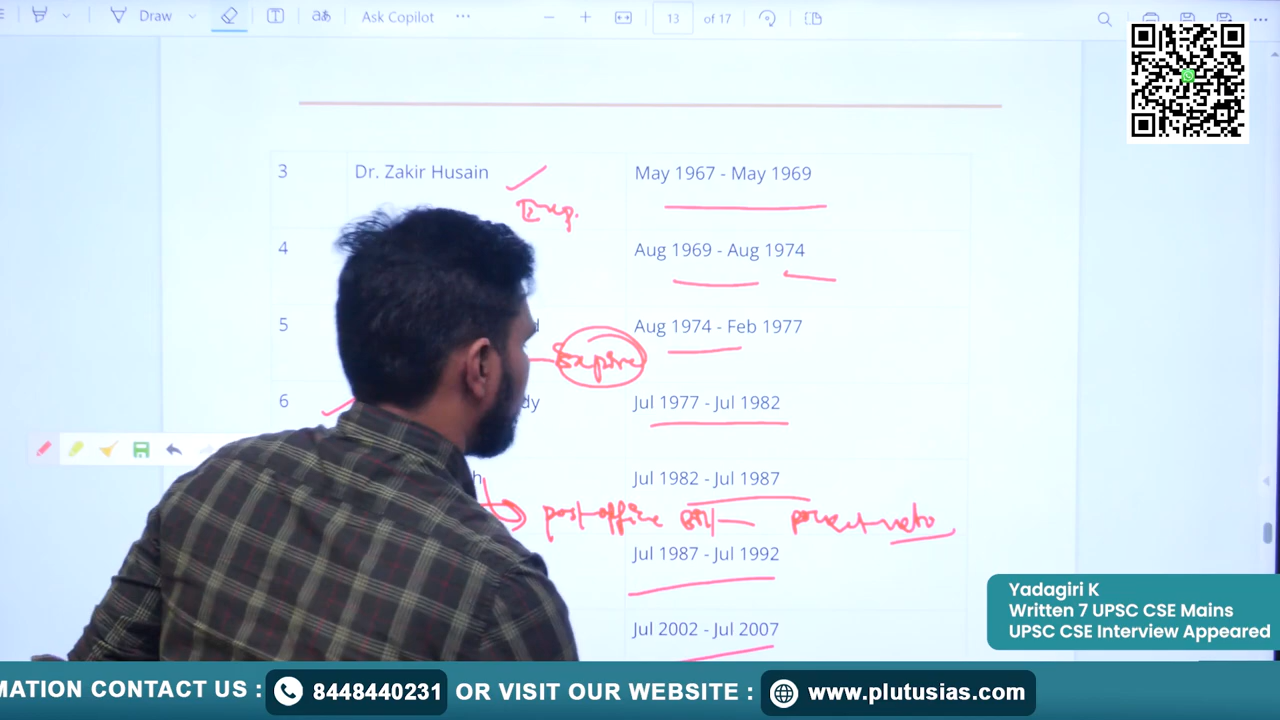 Draw
Ask Copilot
13 of 17
3 Dr. Zakir Husain May 1967 - May 1969
Exp.
4 Aug 1969 - Aug 1974
5 d Aug 1974 - Feb 1977
Expire
6 dy Jul 1977 - Jul 1982
h Jul 1982 - Jul 1987
post office Bill — pocket veto
Jul 1987 - Jul 1992
Jul 2002 - Jul 2007
Yadagiri K
Written 7 UPSC CSE Mains
UPSC CSE Interview Appeared
MATION CONTACT US : 8448440231 OR VISIT OUR WEBSITE : www.plutusias.com